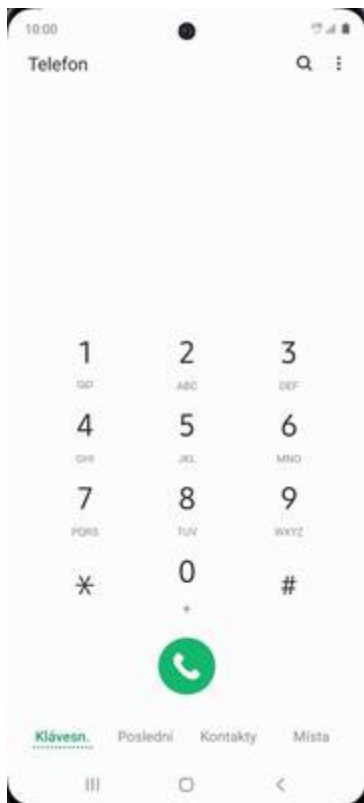 10:00
Telefon
1 2 3
ABC DEF
4 5 6
GHI JKL MNO
7 8 9
PQRS TUV WXYZ
* 0 #
+
Klávesn. Poslední Kontakty Místa